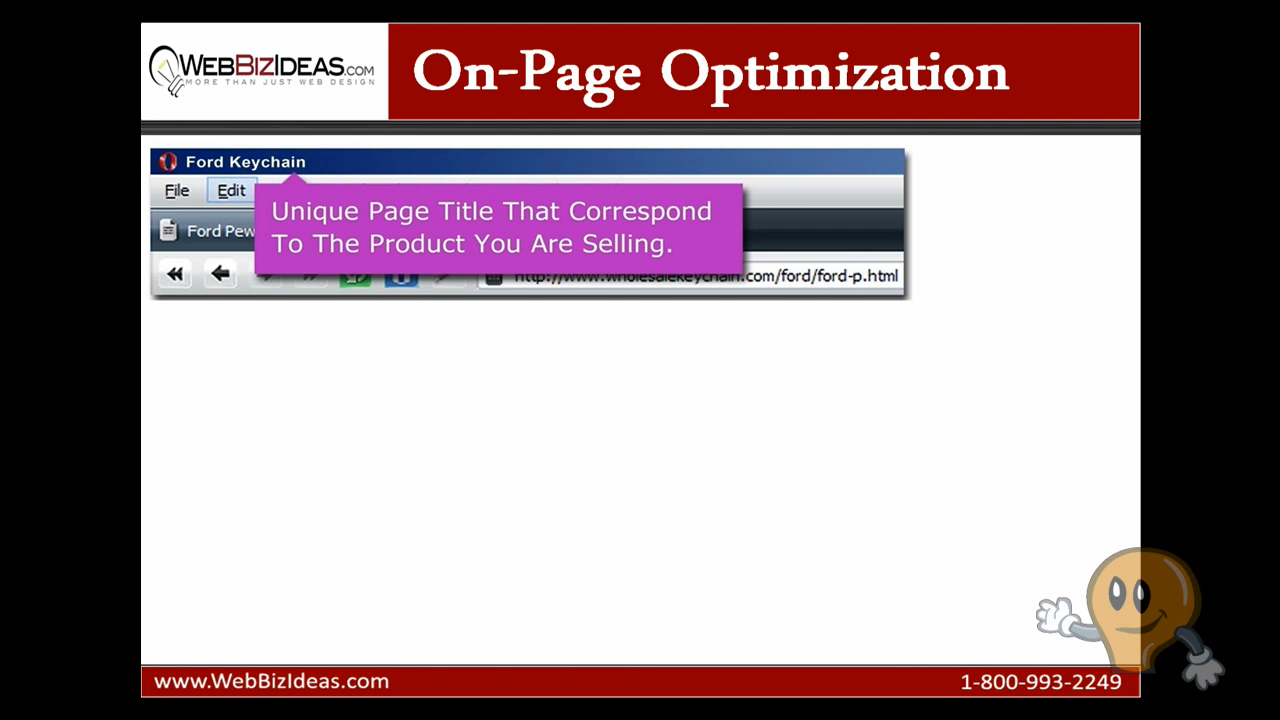 WEBBIZIDEAS.COM
MORE THAN JUST WEB DESIGN
On-Page Optimization
Ford Keychain
File Edit
Unique Page Title That Correspond
To The Product You Are Selling.
Ford Pew
http://www.wholesalekeychain.com/ford/ford-p.html
www.WebBizIdeas.com
1-800-993-2249